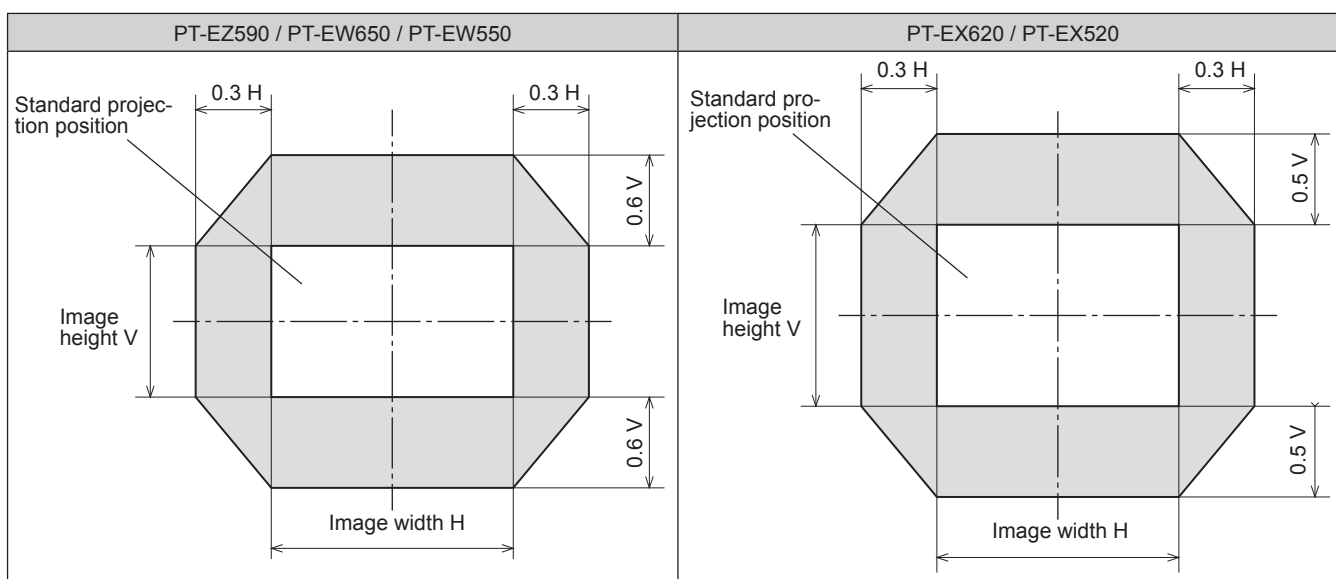 PT-EZ590 / PT-EW650 / PT-EW550
0.3 H
0.3 H
Standard projec-
tion position
0.6 V
Image
height V
0.6 V
Image width H
PT-EX620 / PT-EX520
0.3 H
0.3 H
Standard pro-
jection position
0.5 V
Image
height V
0.5 V
Image width H